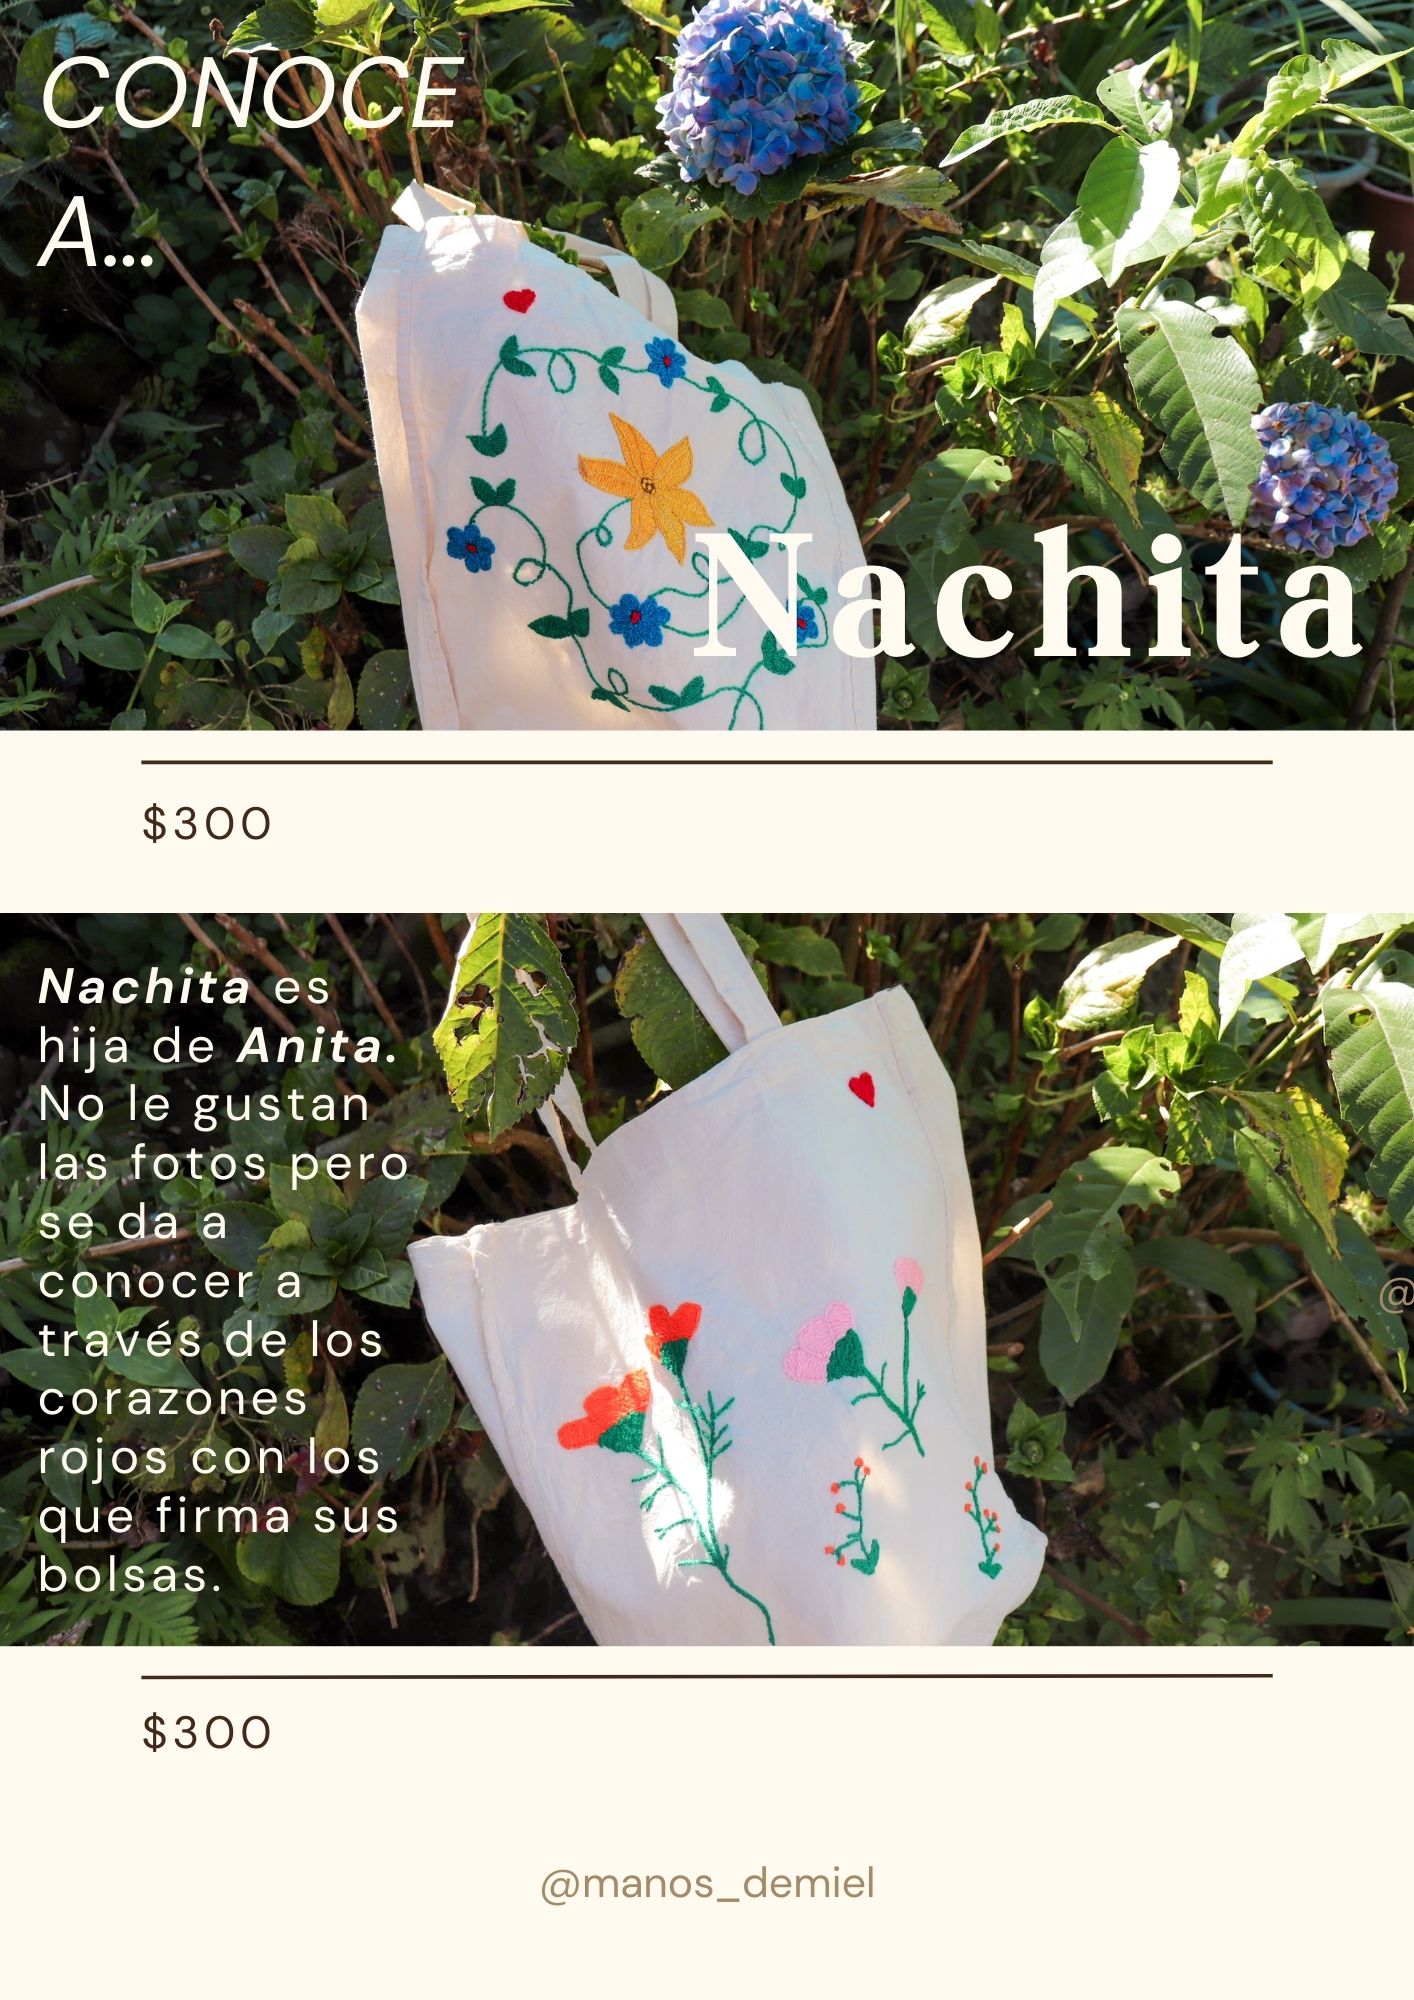 CONOCE
A...
Nachita
$300
Nachita es
hija de Anita.
No le gustan
las fotos pero
se da a
conocer a
través de los
corazones
rojos con los
que firma sus
bolsas.
@
$300
@manos_demiel